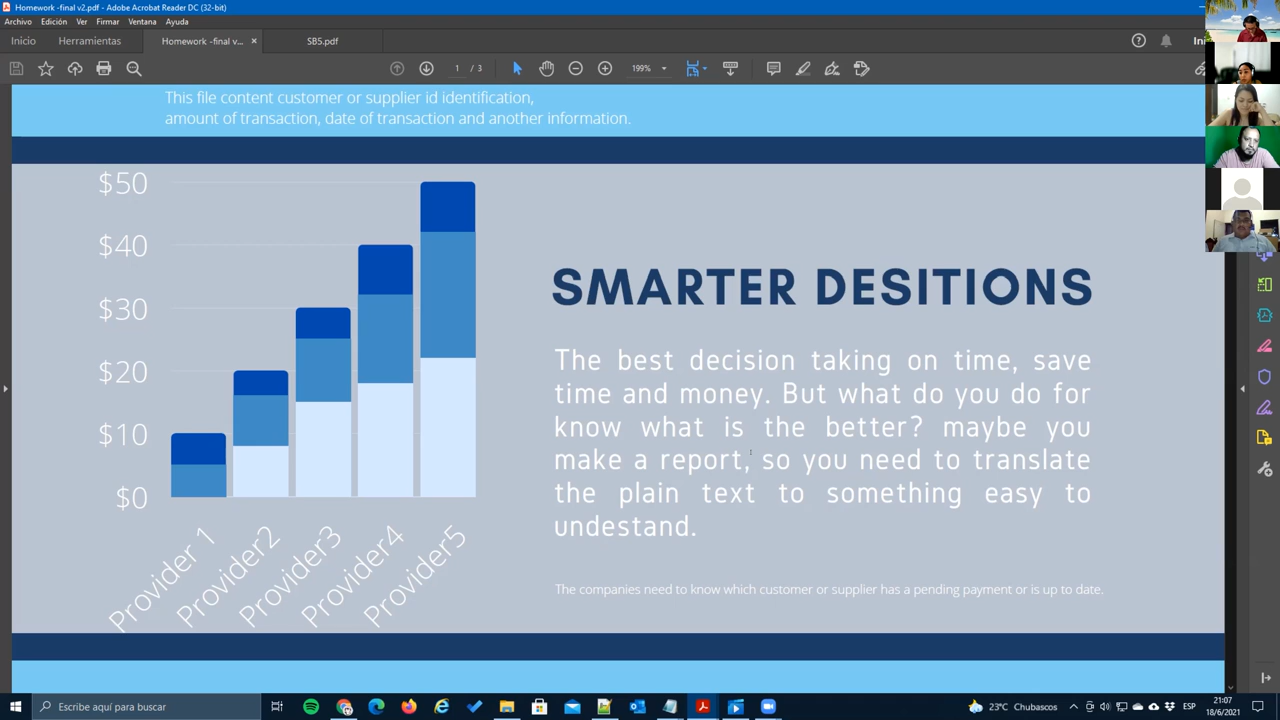 Homework -final v2.pdf - Adobe Acrobat Reader DC (32-bit)
Archivo Edición Ver Firmar Ventana Ayuda
Inicio Herramientas Homework -final v... × SB5.pdf
1 / 3 199%
This file content customer or supplier id identification,
amount of transaction, date of transaction and another information.
$50
$40
$30
$20
$10
$0
Provider 1
Provider2
Provider3
Provider4
Provider5
SMARTER DESITIONS
The best decision taking on time, save
time and money. But what do you do for
know what is the better? maybe you
make a report, so you need to translate
the plain text to something easy to
undestand.
The companies need to know which customer or supplier has a pending payment or is up to date.
Escribe aquí para buscar
23°C Chubascos ESP
21:07
18/6/2021